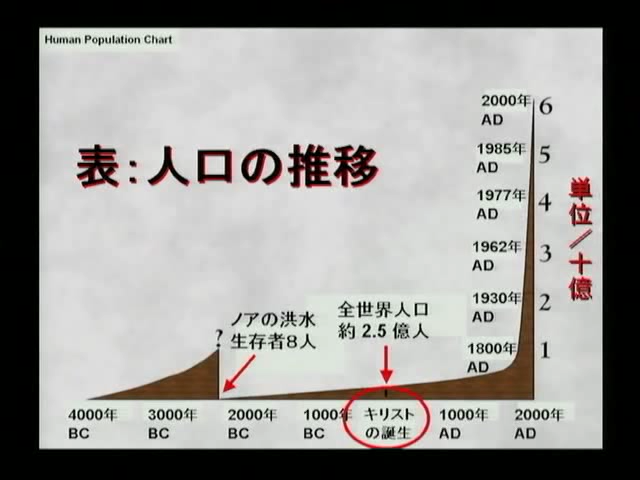 Human Population Chart
表：人口の推移
2000年
AD
6
1985年
AD
5
1977年
AD
4
1962年
AD
3
1930年
AD
2
1800年
AD
1
単位／十億
?
ノアの洪水
生存者８人
全世界人口
約 2.5 億人
4000年
BC
3000年
BC
2000年
BC
1000年
BC
キリスト
の誕生
1000年
AD
2000年
AD